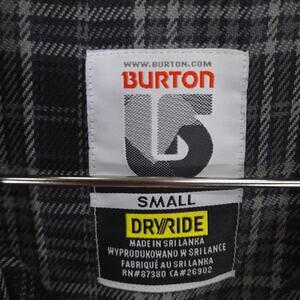 WWW.BURTON.COM
BURTON
SMALL
DRYRIDE
MADE IN SRI LANKA
WYPRODUKOWANO W SRI LANCE
FABRIQUÉ AU SRI LANKA
RN#87380 CA#26902